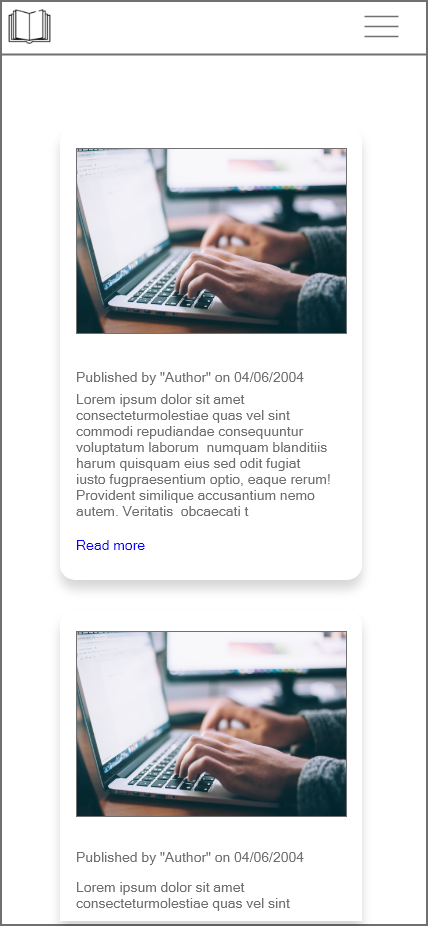 Published by "Author" on 04/06/2004
Lorem ipsum dolor sit amet
consecteturmolestiae quas vel sint
commodi repudiandae consequuntur
voluptatum laborum  numquam blanditiis
harum quisquam eius sed odit fugiat
iusto fugpraesentium optio, eaque rerum!
Provident similique accusantium nemo
autem. Veritatis  obcaecati t
Read more
Published by "Author" on 04/06/2004
Lorem ipsum dolor sit amet
consecteturmolestiae quas vel sint